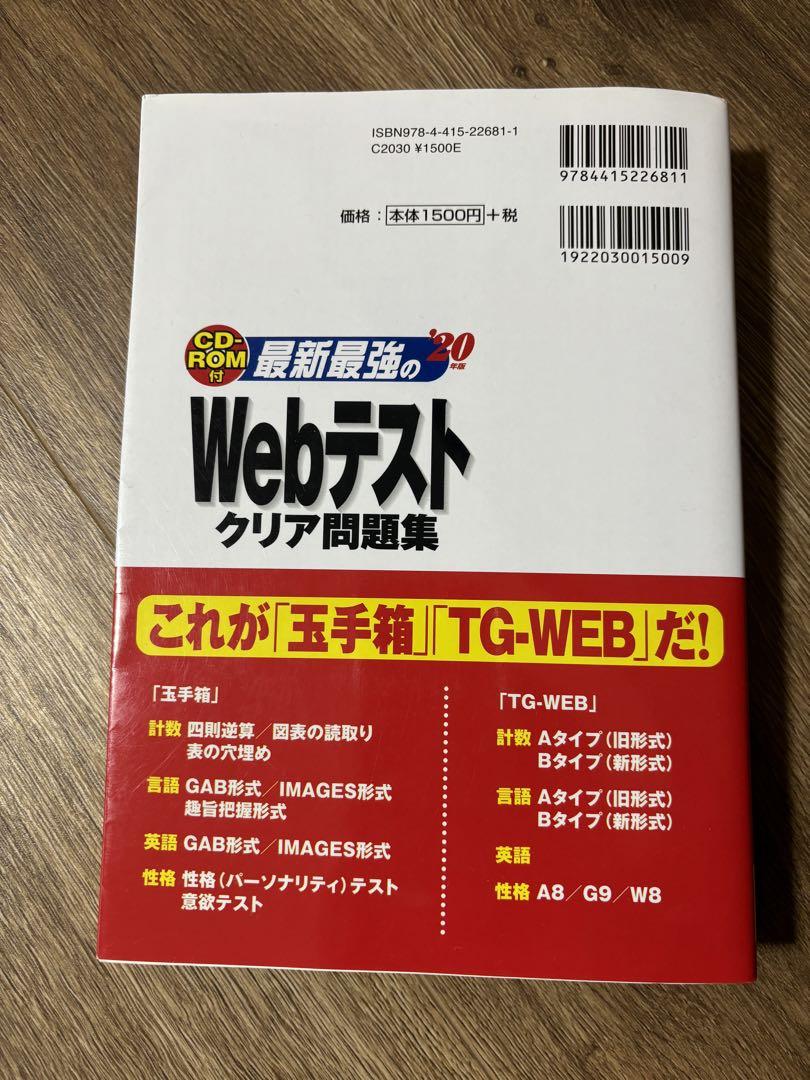 ISBN978-4-415-22681-1
C2030 ¥1500E
9784415226811
価格：本体1500円+税
1922030015009
CD-
ROM
付
最新最強の
'20
年版
Webテスト
クリア問題集
これが「玉手箱」「TG-WEB」だ!
「玉手箱」
計数 四則逆算／図表の読取り
表の穴埋め
言語 GAB形式／IMAGES形式
趣旨把握形式
英語 GAB形式／IMAGES形式
性格 性格（パーソナリティ）テスト
意欲テスト
「TG-WEB」
計数 Aタイプ（旧形式）
Bタイプ（新形式）
言語 Aタイプ（旧形式）
Bタイプ（新形式）
英語
性格 A8／G9／W8